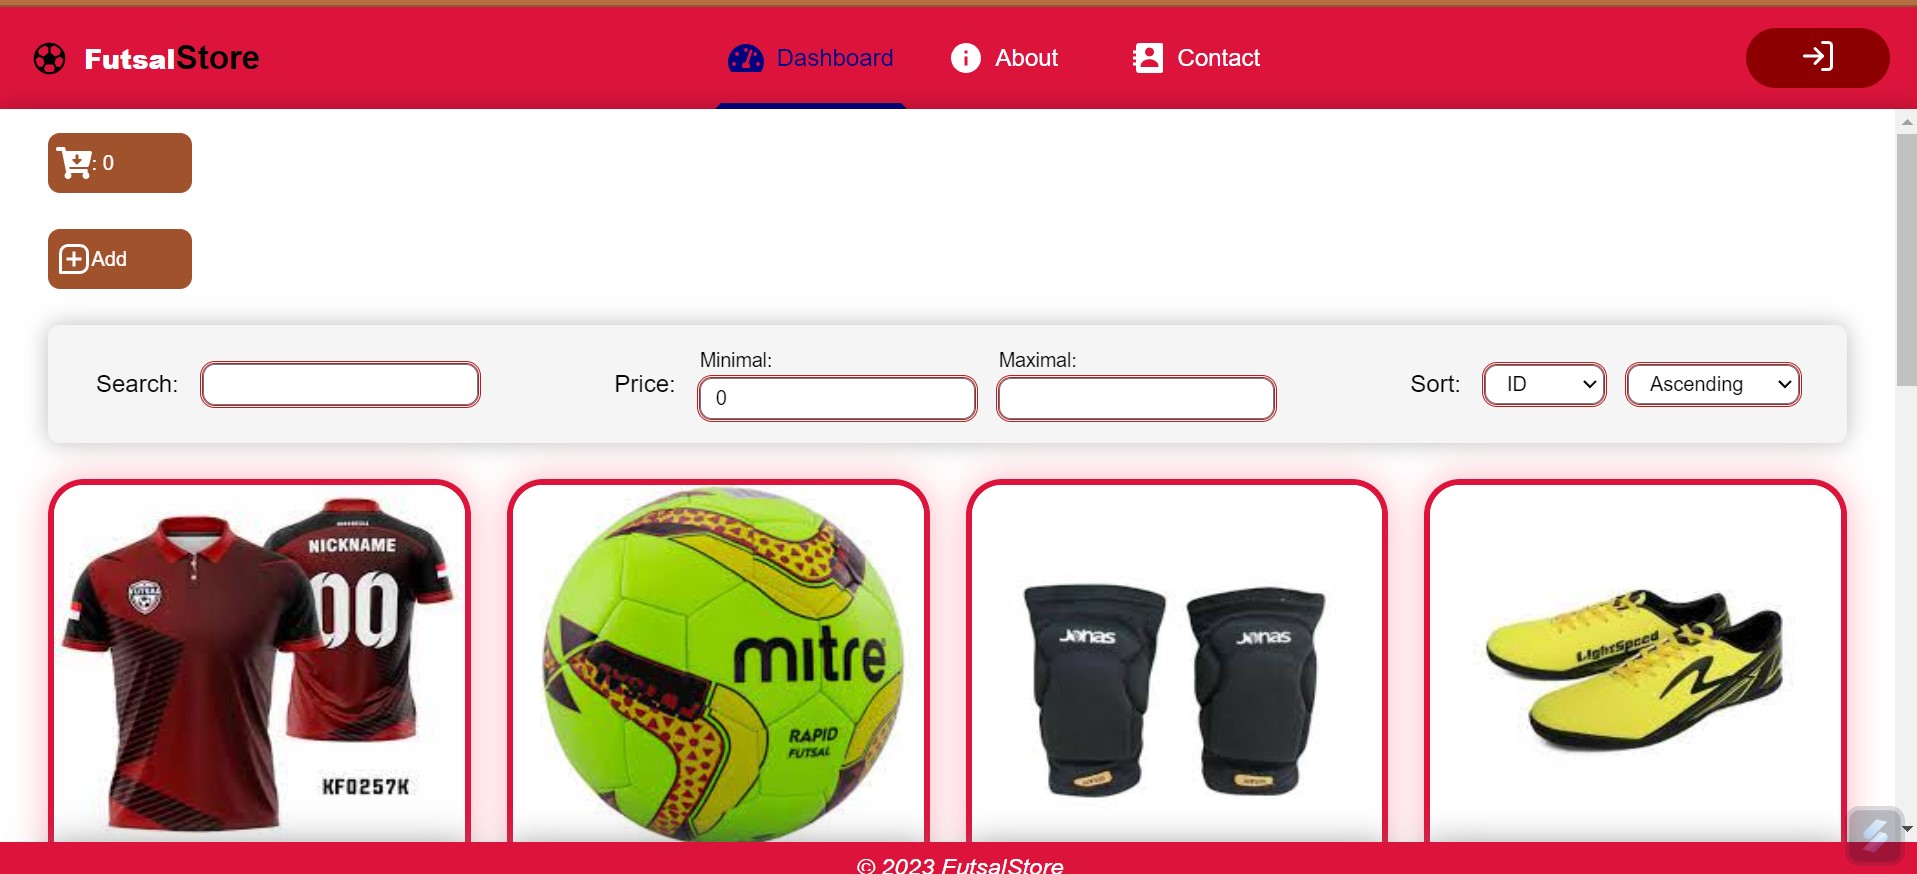 FutsalStore
Dashboard
About
Contact
: 0
Add
Search:
Price:
Minimal:
0
Maximal:
Sort:
ID
Ascending
NICKNAME
00
FUTSAL
KF0257K
mitre
RAPID
FUTSAL
Jonas
Jonas
LightSpeed
© 2023 FutsalStore